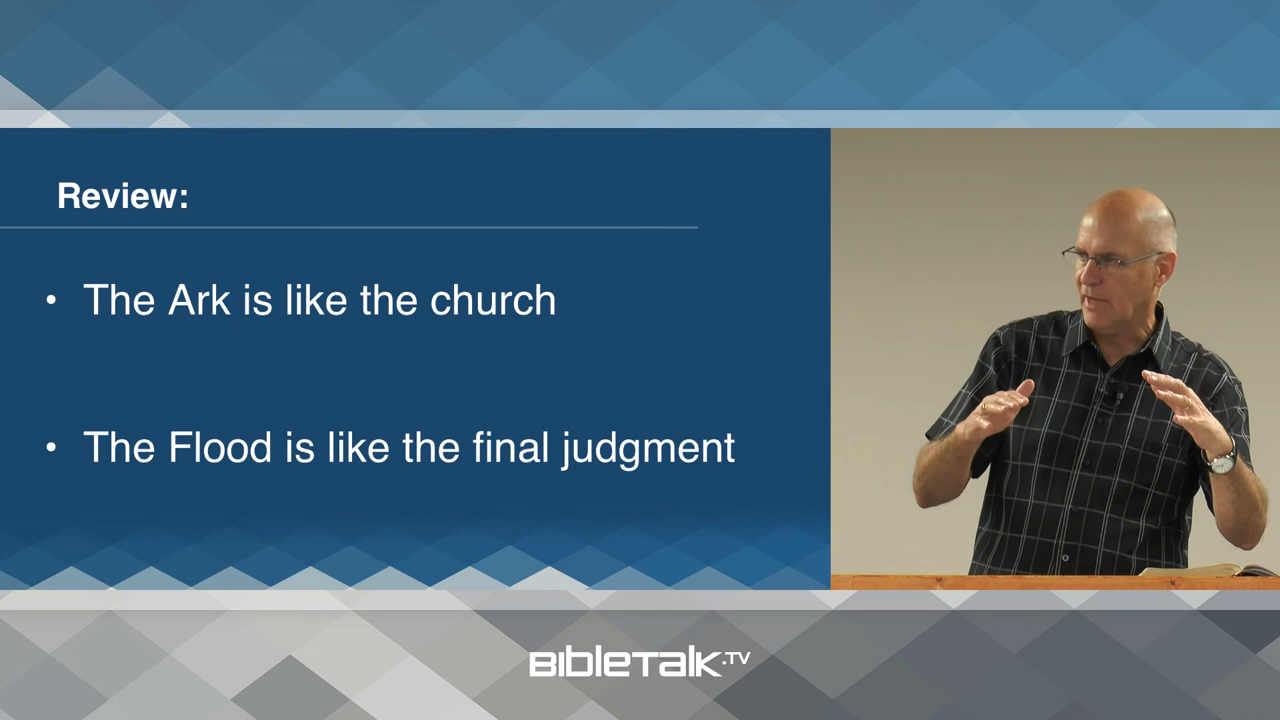 Review:
• The Ark is like the church
• The Flood is like the final judgment
BibleTalk.TV